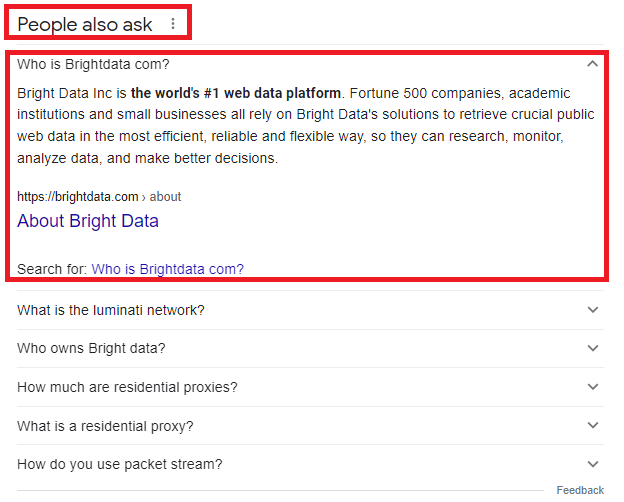 People also ask
Who is Brightdata com?
Bright Data Inc is the world's #1 web data platform. Fortune 500 companies, academic
institutions and small businesses all rely on Bright Data's solutions to retrieve crucial public
web data in the most efficient, reliable and flexible way, so they can research, monitor,
analyze data, and make better decisions.
https://brightdata.com › about
About Bright Data
Search for: Who is Brightdata com?
What is the luminati network?
Who owns Bright data?
How much are residential proxies?
What is a residential proxy?
How do you use packet stream?
Feedback